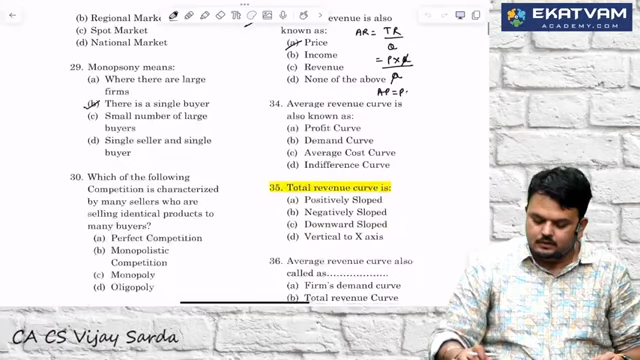 (b) Regional Market
(c) Spot Market
(d) National Market
29. Monopsony means:
(a) Where there are large
firms
(b) There is a single buyer
(c) Small number of large
buyers
(d) Single seller and single
buyer
30. Which of the following
Competition is characterized
by many sellers who are
selling identical products to
many buyers?
(a) Perfect Competition
(b) Monopolistic
Competition
(c) Monopoly
(d) Oligopoly
revenue is also
known as:
(a) Price
(b) Income
(c) Revenue
(d) None of the above
AR = TR
Q
= P x Q
Q
AR = P.
34. Average revenue curve is
also known as:
(a) Profit Curve
(b) Demand Curve
(c) Average Cost Curve
(d) Indifference Curve
35. Total revenue curve is:
(a) Positively Sloped
(b) Negatively Sloped
(c) Downward Sloped
(d) Vertical to X axis
36. Average revenue curve also
called as...................
(a) Firm's demand curve
(b) Total revenue Curve
EKATVAM
ACADEMY.COM
CA CS Vijay Sarda